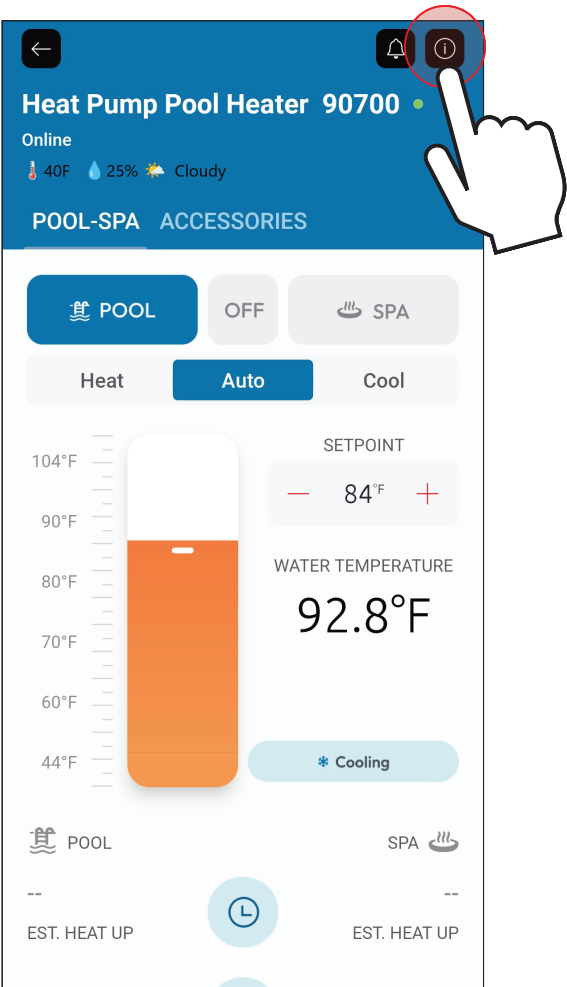 Heat Pump Pool Heater 90700
Online
40F 25% Cloudy
POOL-SPA ACCESSORIES
POOL OFF SPA
Heat Auto Cool
SETPOINT
104°F
84°F
90°F
WATER TEMPERATURE
80°F
92.8°F
70°F
60°F
44°F
Cooling
POOL SPA
-- --
EST. HEAT UP EST. HEAT UP